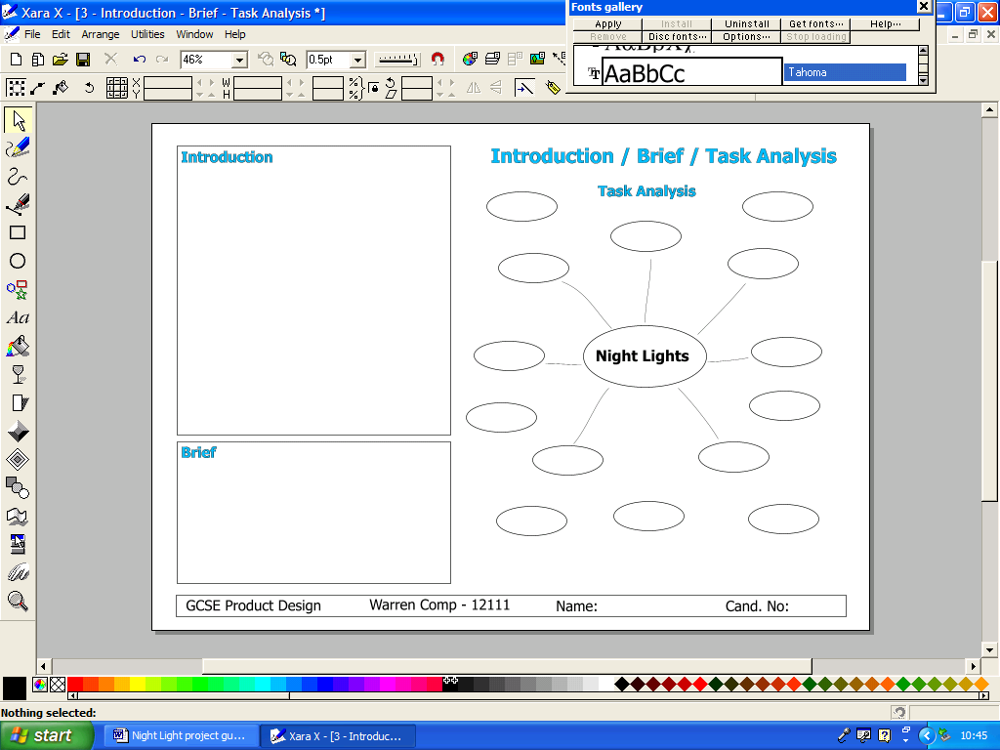 Xara X - [3 - Introduction - Brief - Task Analysis *]
Fonts gallery
File Edit Arrange Utilities Window Help
Apply Install Uninstall Get fonts... Help...
Remove Disc fonts... Options... Stop loading
46% 0.5pt
AaBbCc Tahoma
X Y W H % %
Introduction
Introduction / Brief / Task Analysis
Task Analysis
Night Lights
Brief
GCSE Product Design Warren Comp - 12111 Name: Cand. No:
Aa
Nothing selected:
start Night Light project gu... Xara X - [3 - Introduc... 10:45